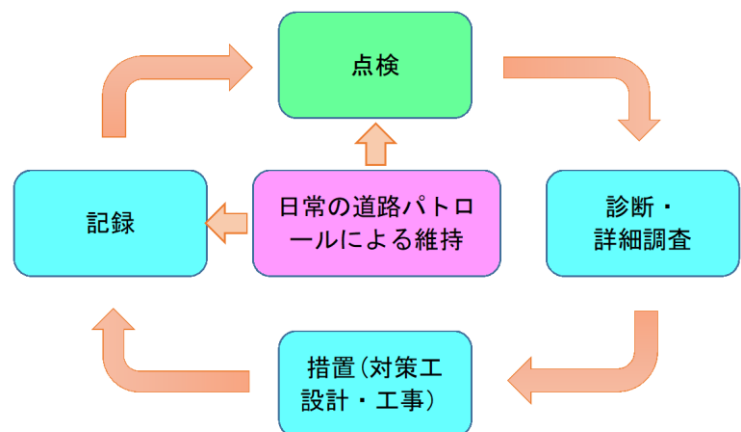 点検
記録
日常の道路パトロ
ールによる維持
診断・
詳細調査
措置(対策工
設計・工事)